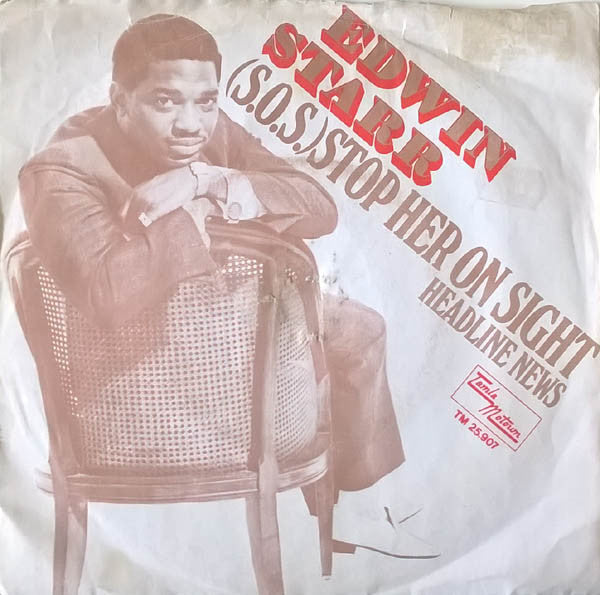 EDWIN
STARR
(S.O.S.) STOP HER ON SIGHT
HEADLINE NEWS
Tamla
Motown
TM 25.907